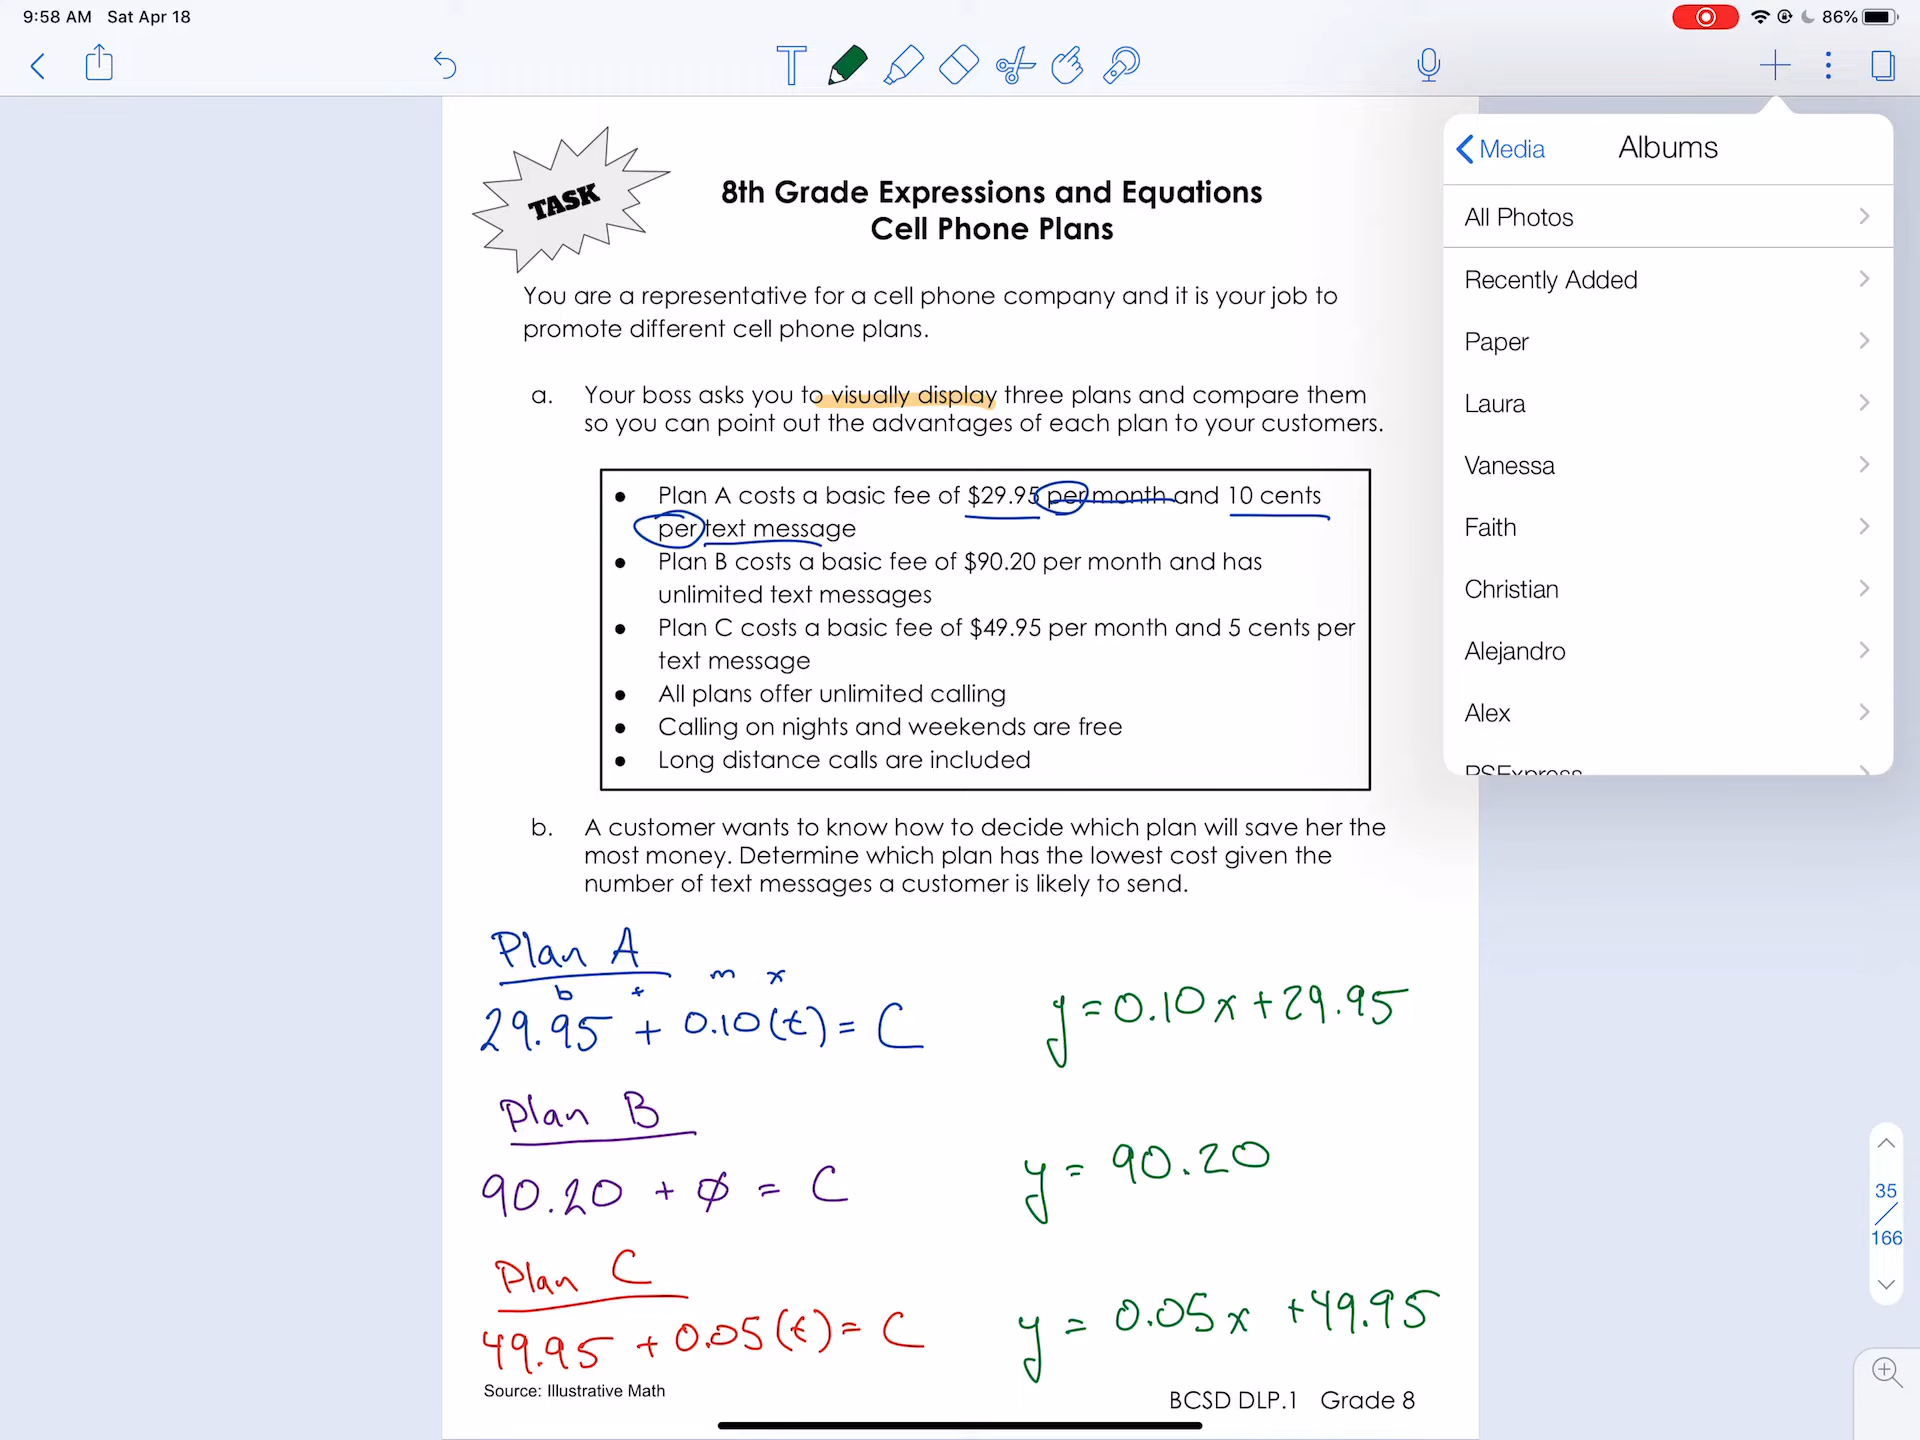 9:58 AM Sat Apr 18
86%
T
Media
Albums
All Photos
Recently Added
Paper
Laura
Vanessa
Faith
Christian
Alejandro
Alex
PSExpress
TASK
8th Grade Expressions and Equations
Cell Phone Plans
You are a representative for a cell phone company and it is your job to
promote different cell phone plans.
a. Your boss asks you to visually display three plans and compare them
so you can point out the advantages of each plan to your customers.
• Plan A costs a basic fee of $29.95 per month and 10 cents
per text message
• Plan B costs a basic fee of $90.20 per month and has
unlimited text messages
• Plan C costs a basic fee of $49.95 per month and 5 cents per
text message
• All plans offer unlimited calling
• Calling on nights and weekends are free
• Long distance calls are included
b. A customer wants to know how to decide which plan will save her the
most money. Determine which plan has the lowest cost given the
number of text messages a customer is likely to send.
Plan A
b + m x
29.95 + 0.10(t) = C
y = 0.10x + 29.95
Plan B
90.20 + ∅ = C
y = 90.20
Plan C
49.95 + 0.05(t) = C
y = 0.05x + 49.95
Source: Illustrative Math
BCSD DLP.1 Grade 8
35
/
166